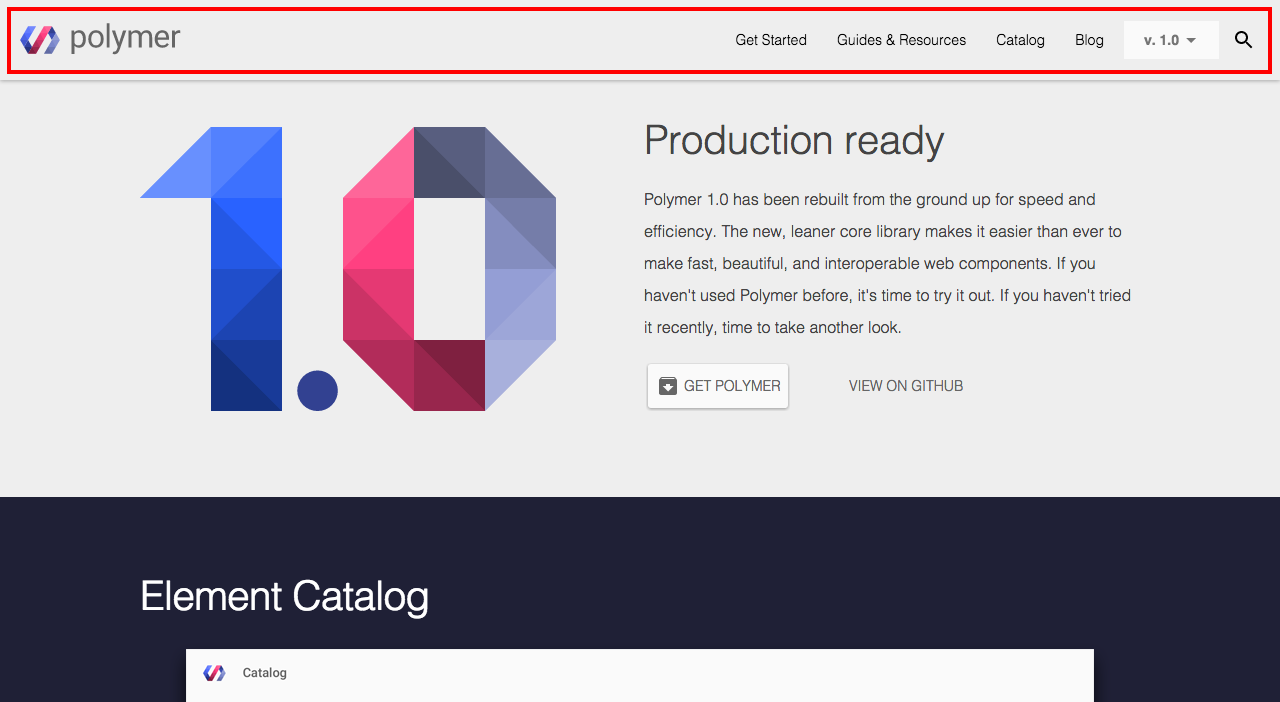 polymer Get Started Guides & Resources Catalog Blog v. 1.0
1.0
Production ready
Polymer 1.0 has been rebuilt from the ground up for speed and
efficiency. The new, leaner core library makes it easier than ever to
make fast, beautiful, and interoperable web components. If you
haven't used Polymer before, it's time to try it out. If you haven't tried
it recently, time to take another look.
GET POLYMER VIEW ON GITHUB
Element Catalog
Catalog